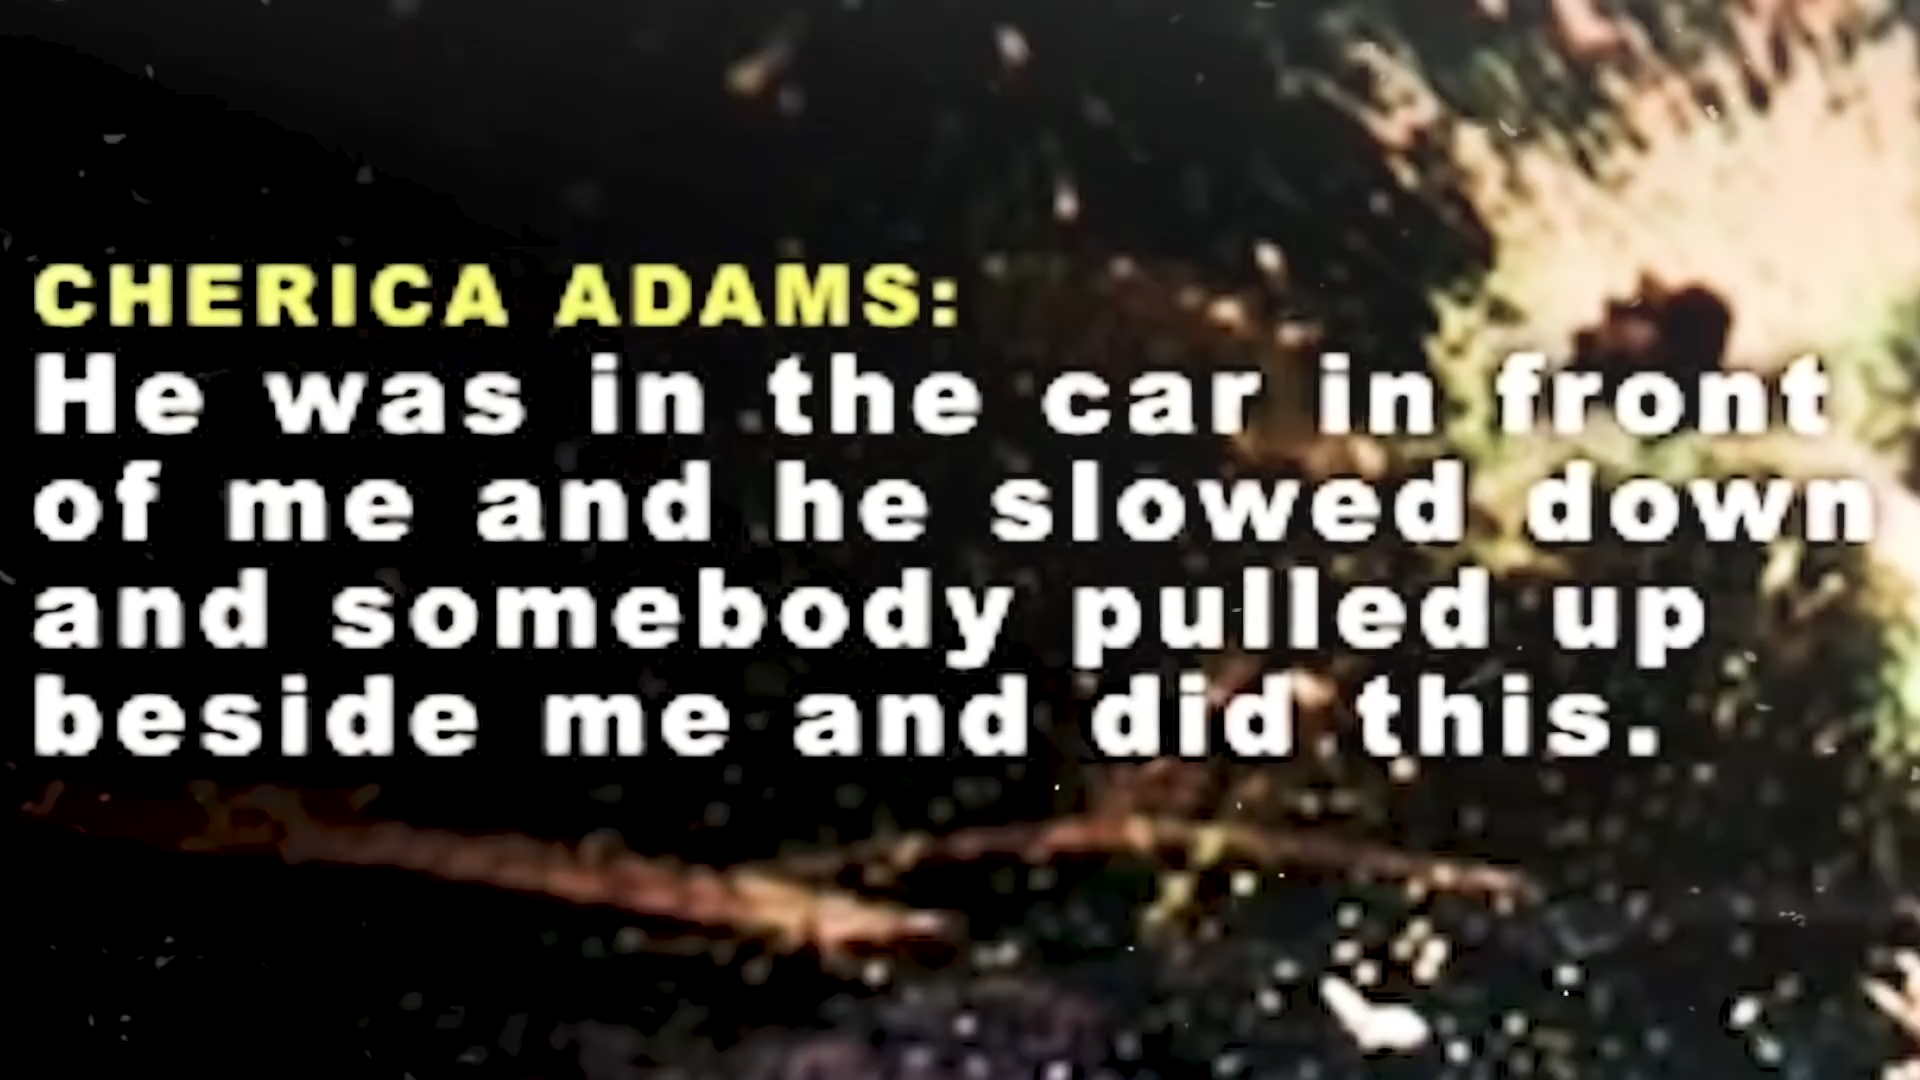 CHERICA ADAMS:
He was in the car in front
of me and he slowed down
and somebody pulled up
beside me and did this.